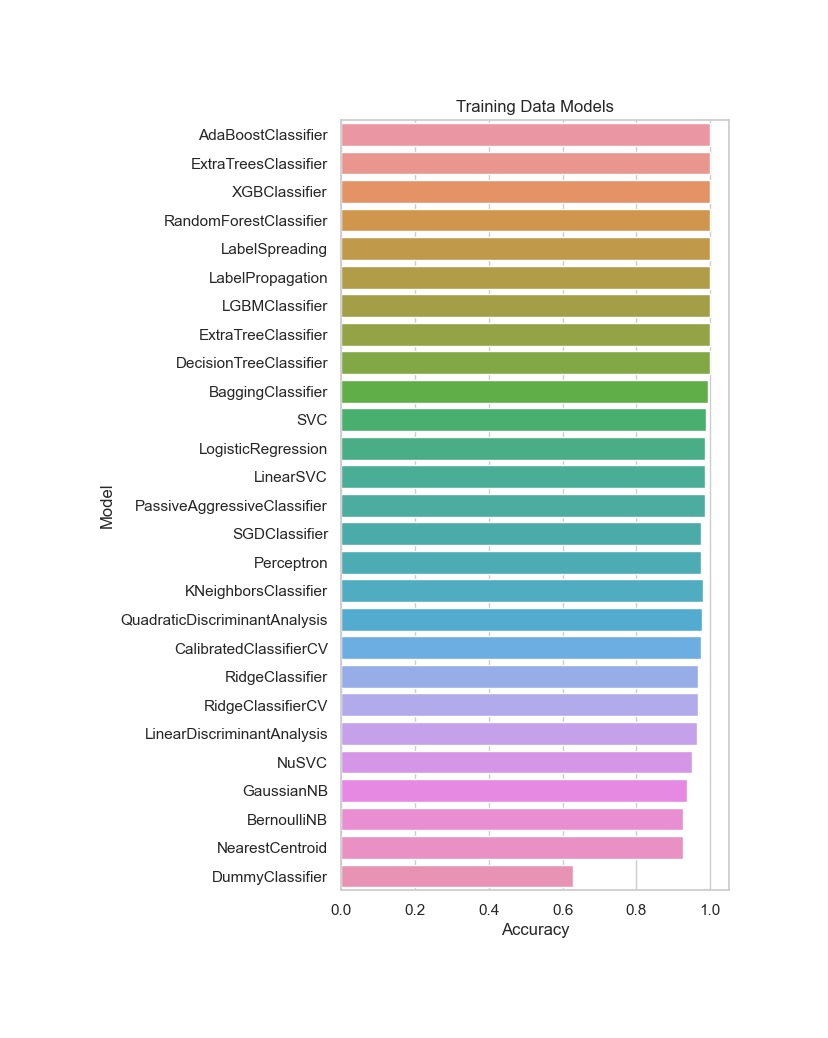 Training Data Models
AdaBoostClassifier
ExtraTreesClassifier
XGBClassifier
RandomForestClassifier
LabelSpreading
LabelPropagation
LGBMClassifier
ExtraTreeClassifier
DecisionTreeClassifier
BaggingClassifier
SVC
LogisticRegression
LinearSVC
PassiveAggressiveClassifier
SGDClassifier
Perceptron
KNeighborsClassifier
QuadraticDiscriminantAnalysis
CalibratedClassifierCV
RidgeClassifier
RidgeClassifierCV
LinearDiscriminantAnalysis
NuSVC
GaussianNB
BernoulliNB
NearestCentroid
DummyClassifier
Model
0.0 0.2 0.4 0.6 0.8 1.0
Accuracy